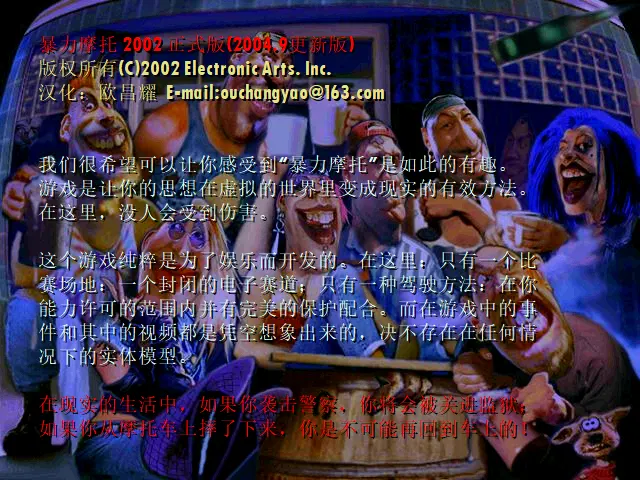 暴力摩托 2002 正式版(2004.9更新版)
版权所有(C)2002 Electronic Arts. Inc.
汉化：欧昌耀 E-mail:ouchangyao@163.com
我们很希望可以让你感受到“暴力摩托”是如此的有趣。
游戏是让你的思想在虚拟的世界里变成现实的有效方法。
在这里，没人会受到伤害。
这个游戏纯粹是为了娱乐而开发的。在这里；只有一个比
赛场地：一个封闭的电子赛道；只有一种驾驶方法：在你
能力许可的范围内并有完美的保护配合。而在游戏中的事
件和其中的视频都是凭空想象出来的，决不存在在任何情
况下的实体模型。
在现实的生活中，如果你袭击警察、你将会被关进监狱；
如果你从摩托车上摔了下来，你是不可能再回到车上的！